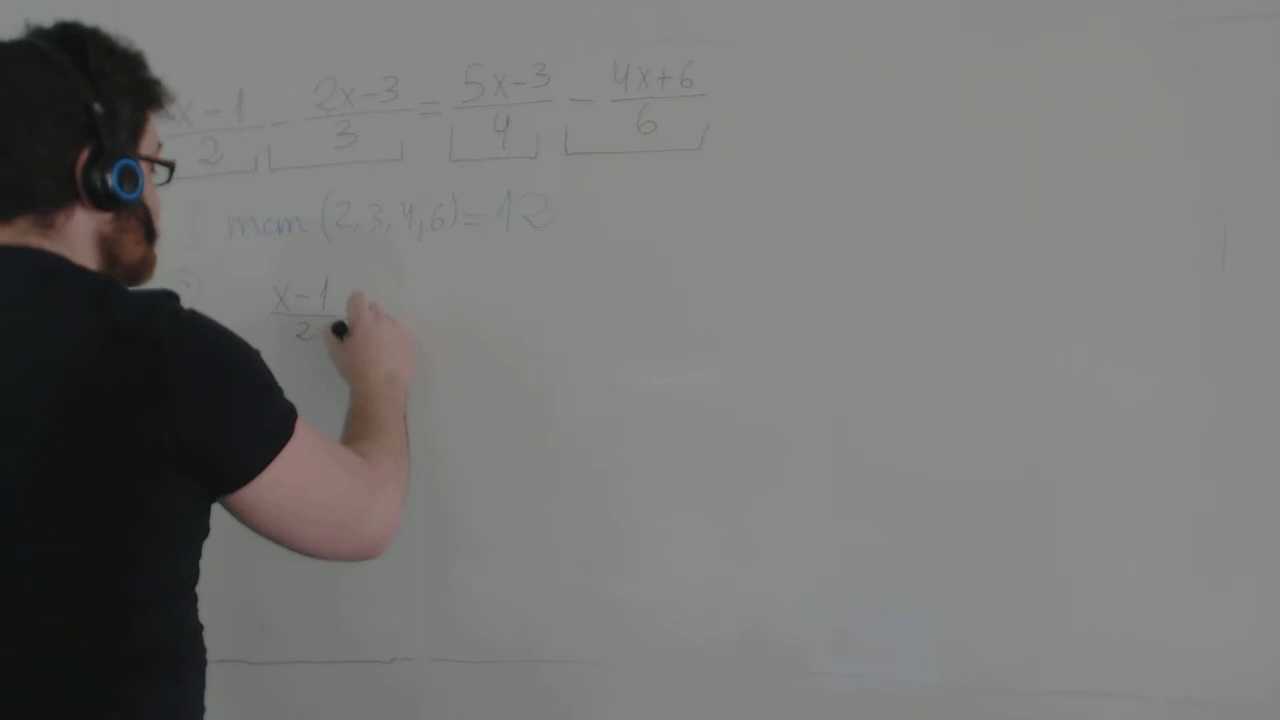 x-1/2 - 2x-3/3 = 5x-3/4 - 4x+6/6
mcm (2,3,4,6)=12
x-1/2